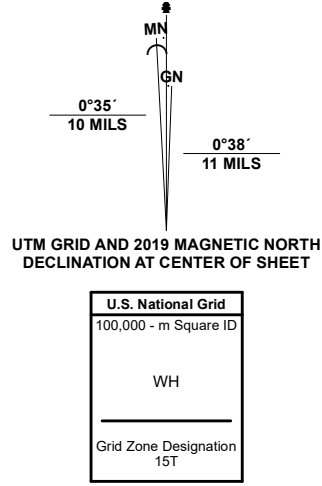 MN
GN
0°35´
10 MILS
0°38´
11 MILS
UTM GRID AND 2019 MAGNETIC NORTH
DECLINATION AT CENTER OF SHEET
U.S. National Grid
100,000 - m Square ID
WH
Grid Zone Designation
15T